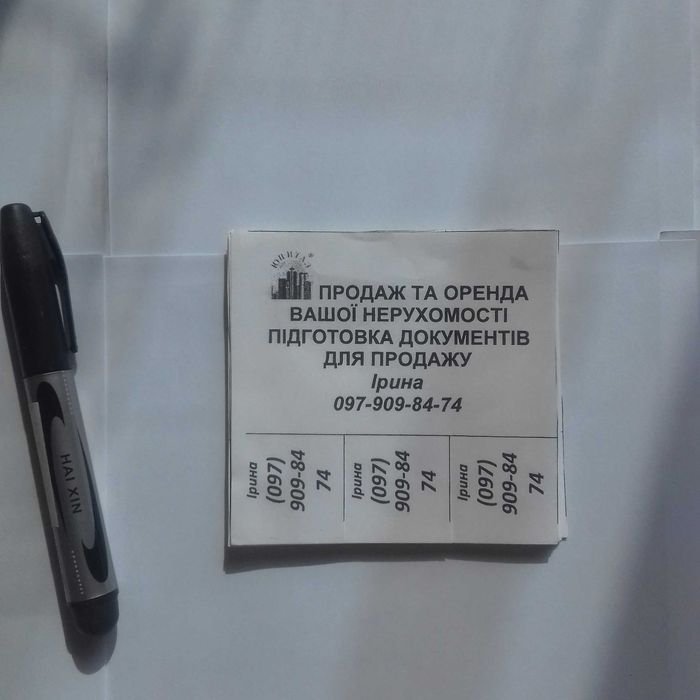 ЮПИТАЛ®
ПРОДАЖ ТА ОРЕНДА
ВАШОЇ НЕРУХОМОСТІ
ПІДГОТОВКА ДОКУМЕНТІВ
ДЛЯ ПРОДАЖУ
Ірина
097-909-84-74
Ірина
(097)
909-84
74
Ірина
(097)
909-84
74
Ірина
(097)
909-84
74
HAI XIN